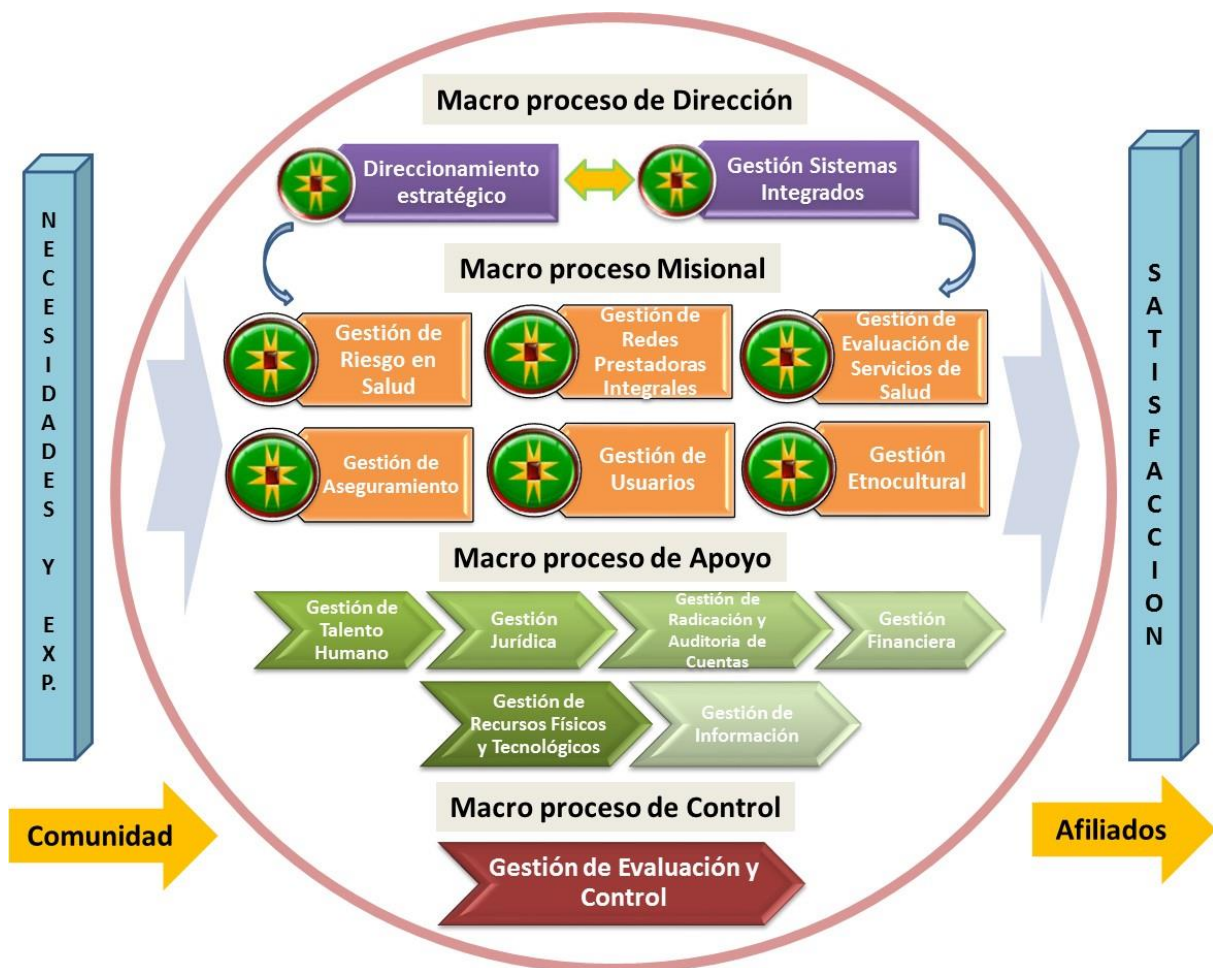 Macro proceso de Dirección
Direccionamiento
estratégico
Gestión Sistemas
Integrados
NECESIDADES Y EXP.
SATISFACCION
Macro proceso Misional
Gestión de
Riesgo en
Salud
Gestión de
Redes
Prestadoras
Integrales
Gestión de
Evaluación de
Servicios de
Salud
Gestión de
Aseguramiento
Gestión de
Usuarios
Gestión
Etnocultural
Macro proceso de Apoyo
Gestión de
Talento
Humano
Gestión
Jurídica
Gestión de
Radicación y
Auditoria de
Cuentas
Gestión
Financiera
Gestión de
Recursos Físicos
y Tecnológicos
Gestión de
Información
Macro proceso de Control
Comunidad
Afiliados
Gestión de Evaluación y
Control